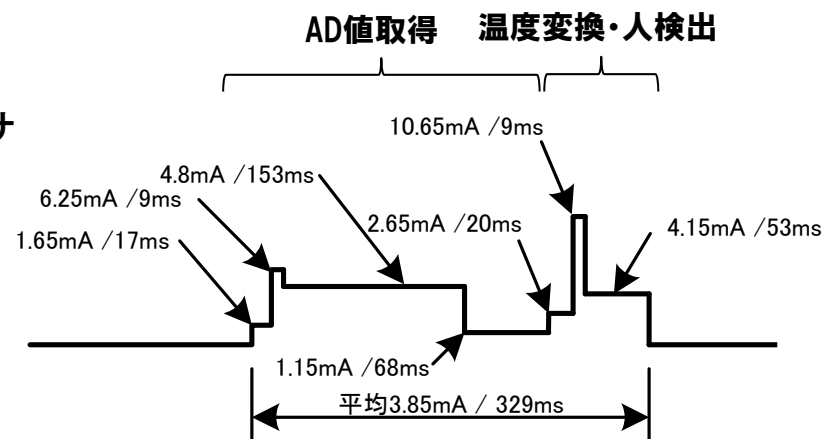 AD値取得
温度変換・人検出
ナ
10.65mA /9ms
4.8mA /153ms
6.25mA /9ms
2.65mA /20ms
4.15mA /53ms
1.65mA /17ms
1.15mA /68ms
平均3.85mA / 329ms